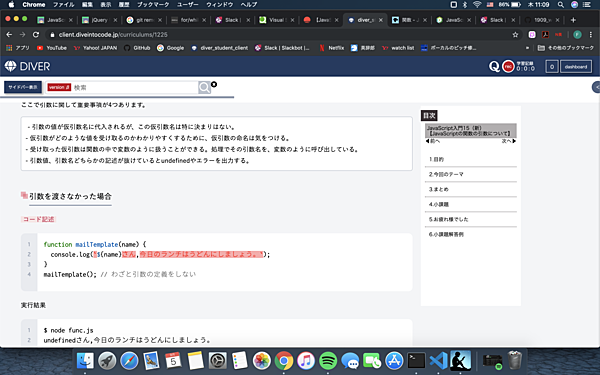 Chrome ファイル 編集 表示 履歴 ブックマーク ユーザー ウィンドウ ヘルプ 86% 木 11:09
JavaSc jQuery git rem for/wh Slack | Visual S 【Java diver_ 関数 - J JavaSc Slack | 1909_v
client.diveintocode.jp/curriculums/1225
アプリ YouTube Yahoo! JAPAN GitHub Google diver_student_client Slack | Slackbot |... Netflix 英辞郎 watch list ボーカルのピッチ修... その他のブックマーク
DIVER Q rec 学習記録 0:0:0 0 dashboard
サイドバー表示 version β 検索
ここで引数に関して重要事項が4つあります。
- 引数の値が仮引数名に代入されるが、この仮引数名は特に決まりはない。
- 仮引数がどのような値を受け取るのかわかりやすくするために、仮引数の命名は気をつける。
- 受け取った仮引数は関数の中で変数のように扱うことができる。処理でその引数名を、変数のように呼び出している。
- 引数値、引数名どちらかの記述が抜けているとundefinedやエラーを出力する。
引数を渡さなかった場合
コード記述
1 function mailTemplate(name) {
2 console.log(`${name}さん,今日のランチはうどんにしましょう。`);
3 }
4 mailTemplate(); // わざと引数の定義をしない
実行結果
1 $ node func.js
2 undefinedさん,今日のランチはうどんにしましょう。
目次
JavaScript入門15（新）
【JavaScriptの関数の引数について】
◀前へ 次へ▶
1.目的
2.今回のテーマ
3.まとめ
4.小課題
5.お疲れ様でした
6.小課題解答例